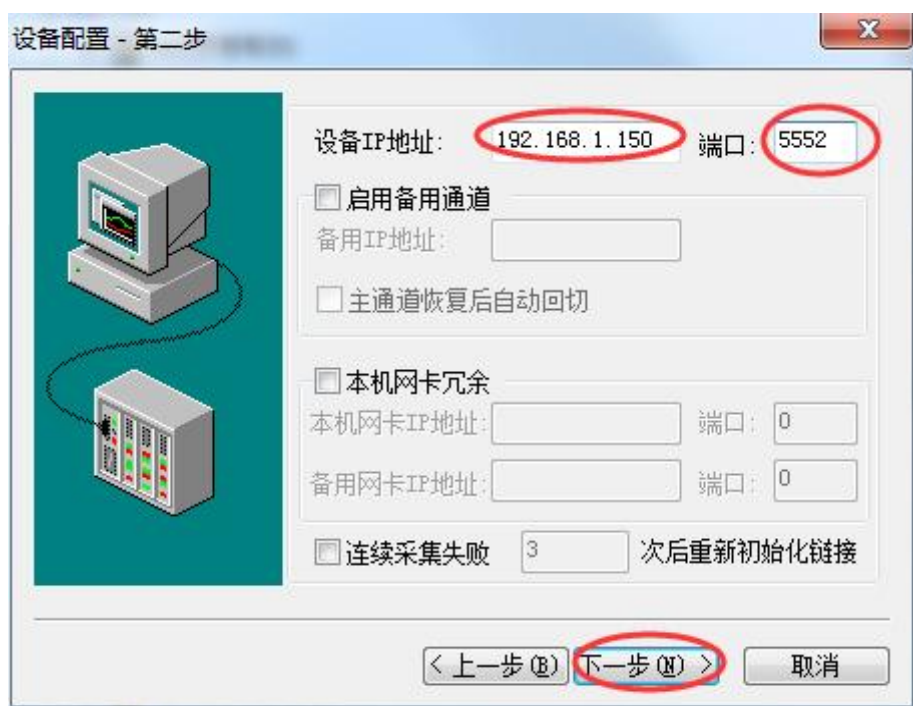 设备配置 - 第二步
设备IP地址: 192.168.1.150 端口: 5552
启用备用通道
备用IP地址:
主通道恢复后自动回切
本机网卡冗余
本机网卡IP地址: 端口: 0
备用网卡IP地址: 端口: 0
连续采集失败 3 次后重新初始化链接
<上一步(B) 下一步(N)> 取消